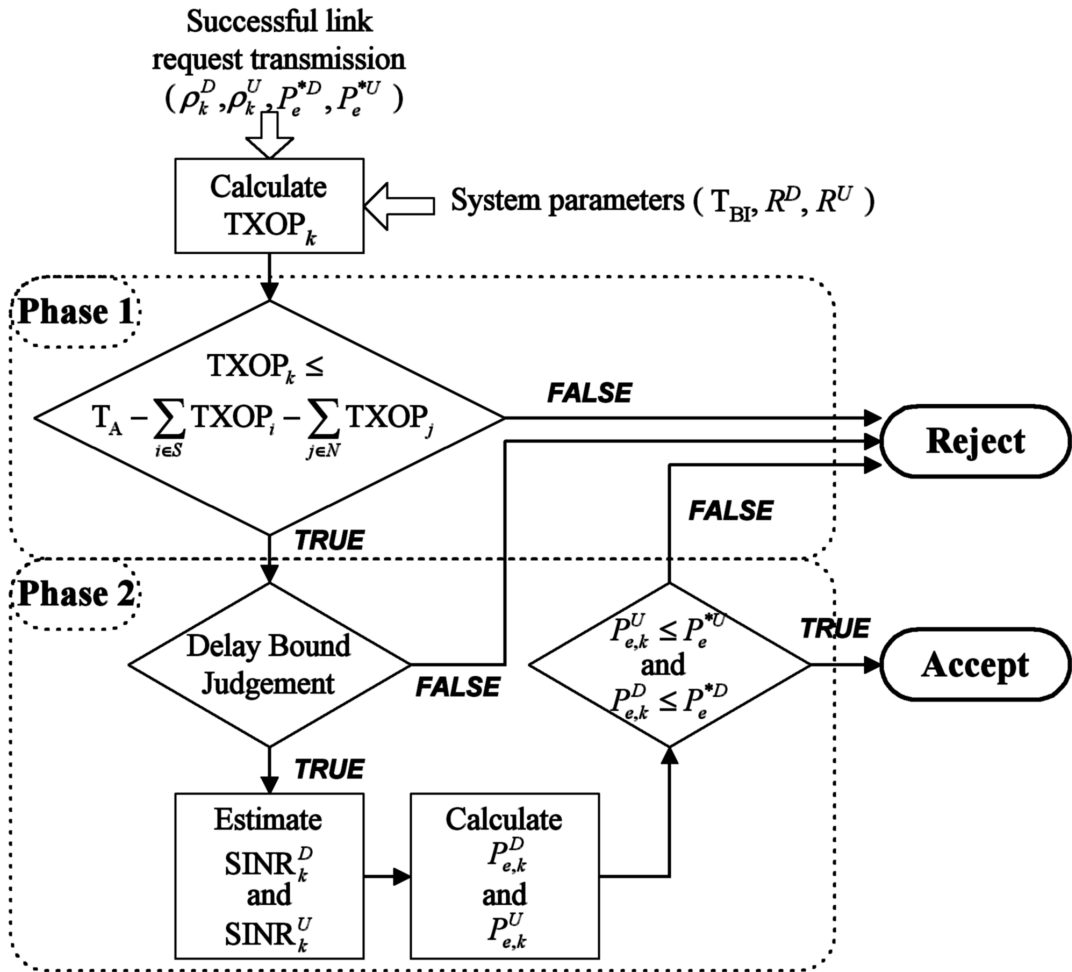 Successful link
request transmission
( ρ_k^D, ρ_k^U, P_e^{*D}, P_e^{*U} )
Calculate
TXOP_k
System parameters ( T_BI, R^D, R^U )
Phase 1
TXOP_k ≤
T_A − ∑_{i∈S} TXOP_i − ∑_{j∈N} TXOP_j
FALSE
Reject
TRUE
FALSE
Phase 2
Delay Bound
Judgement
FALSE
P_{e,k}^U ≤ P_e^{*U}
and
P_{e,k}^D ≤ P_e^{*D}
TRUE
Accept
TRUE
Estimate
SINR_k^D
and
SINR_k^U
Calculate
P_{e,k}^D
and
P_{e,k}^U